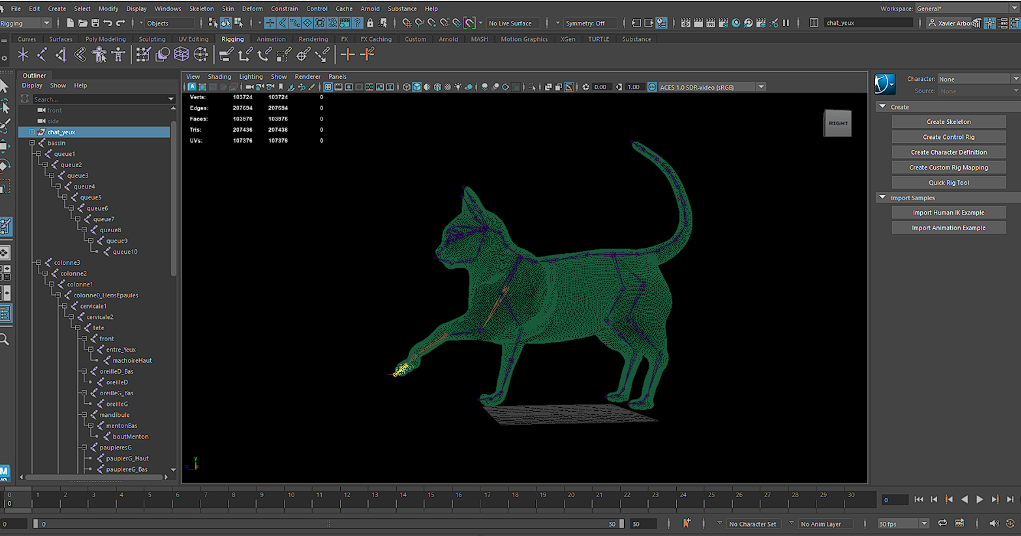 File Edit Create Select Modify Display Windows Skeleton Skin Deform Constrain Control Cache Arnold Substance Help
Workspace: General*
Rigging Objects No Live Surface Symmetry: Off chat_yeux Xavier Arbo
Curves Surfaces Poly Modeling Sculpting UV Editing Rigging Animation Rendering FX FX Caching Custom Arnold MASH Motion Graphics XGen TURTLE Substance
Outliner
Display Show Help
Search...
front
side
chat_yeux
bassin
queue1
queue2
queue3
queue4
queue5
queue6
queue7
queue8
queue9
queue10
colonne3
colonne2
colonne1
colonne0_LiensEpaules
cervicale1
cervicale2
tete
front
entre_Yeux
machoireHaut
oreilleD_Bas
oreilleD
oreilleG_Bas
oreilleG
mandibule
mentonBas
boutMenton
paupieresG
paupierG_Haut
paupiereG_Bas
View Shading Lighting Show Renderer Panels
0.00 1.00 ACES 1.0 SDR-video (sRGB)
Verts: 103724 103724 0
Edges: 207694 207694 0
Faces: 103976 103976 0
Tris: 207436 207436 0
UVs: 107376 107376 0
RIGHT
Character: None
Source: None
Create
Create Skeleton
Create Control Rig
Create Character Definition
Create Custom Rig Mapping
Quick Rig Tool
Import Samples
Import Human IK Example
Import Animation Example
0 1 2 3 4 5 6 7 8 9 10 11 12 13 14 15 16 17 18 19 20 21 22 23 24 25 26 27 28 29 30
0 0
0 0 30 30 No Character Set No Anim Layer 30 fps